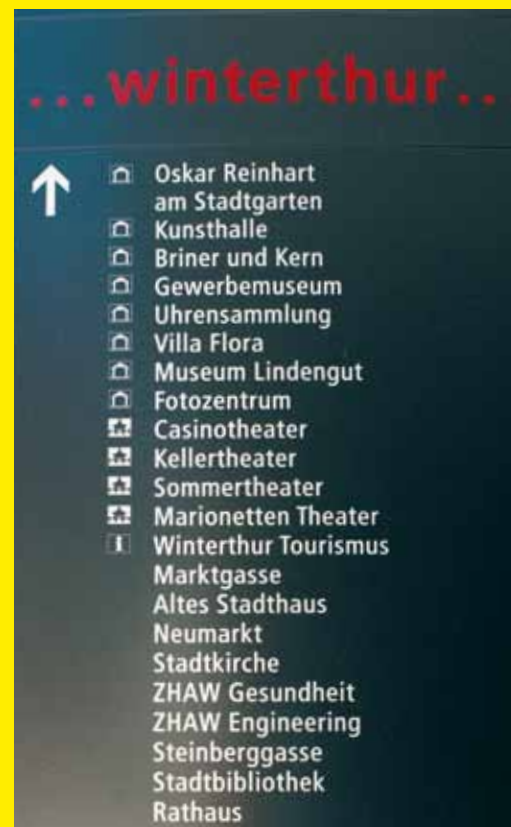 ...winterthur..
Oskar Reinhart
am Stadtgarten
Kunsthalle
Briner und Kern
Gewerbemuseum
Uhrensammlung
Villa Flora
Museum Lindengut
Fotozentrum
Casinotheater
Kellertheater
Sommertheater
Marionetten Theater
Winterthur Tourismus
Marktgasse
Altes Stadthaus
Neumarkt
Stadtkirche
ZHAW Gesundheit
ZHAW Engineering
Steinberggasse
Stadtbibliothek
Rathaus